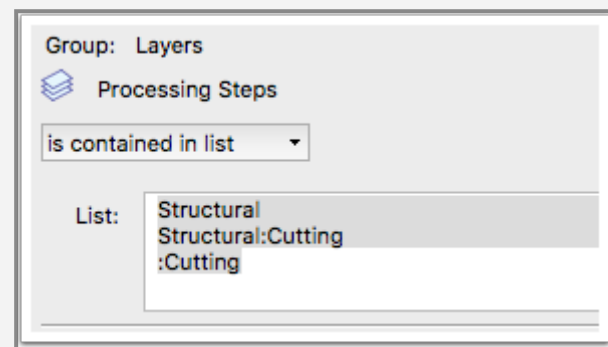 Group: Layers
Processing Steps
is contained in list
List:
Structural
Structural:Cutting
:Cutting